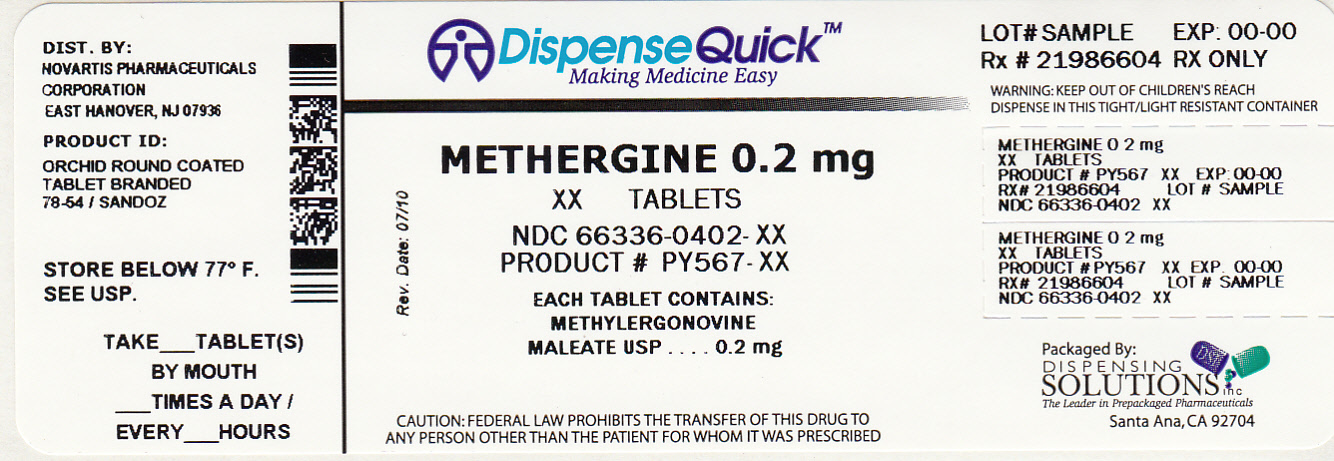 DIST. BY:
NOVARTIS PHARMACEUTICALS
CORPORATION
EAST HANOVER, NJ 07936
PRODUCT ID:
ORCHID ROUND COATED
TABLET BRANDED
78-54 / SANDOZ
STORE BELOW 77° F.
SEE USP.
TAKE___TABLET(S)
BY MOUTH
___TIMES A DAY /
EVERY___HOURS
DispenseQuick™
Making Medicine Easy
Rev. Date: 07/10
METHERGINE 0.2 mg
XX TABLETS
NDC 66336-0402-XX
PRODUCT # PY567-XX
EACH TABLET CONTAINS:
METHYLERGONOVINE
MALEATE USP . . . . 0.2 mg
CAUTION: FEDERAL LAW PROHIBITS THE TRANSFER OF THIS DRUG TO
ANY PERSON OTHER THAN THE PATIENT FOR WHOM IT WAS PRESCRIBED
LOT# SAMPLE EXP: 00-00
Rx # 21986604 RX ONLY
WARNING: KEEP OUT OF CHILDREN'S REACH
DISPENSE IN THIS TIGHT/LIGHT RESISTANT CONTAINER
METHERGINE 0 2 mg
XX TABLETS
PRODUCT # PY567 XX EXP: 00-00
RX# 21986604 LOT # SAMPLE
NDC 66336-0402 XX
METHERGINE 0 2 mg
XX TABLETS
PRODUCT # PY567 XX EXP. 00-00
RX# 21986604 LOT # SAMPLE
NDC 66336-0402 XX
Packaged By:
DSI
DISPENSING
SOLUTIONS inc
The Leader in Prepackaged Pharmaceuticals
Santa Ana, CA 92704